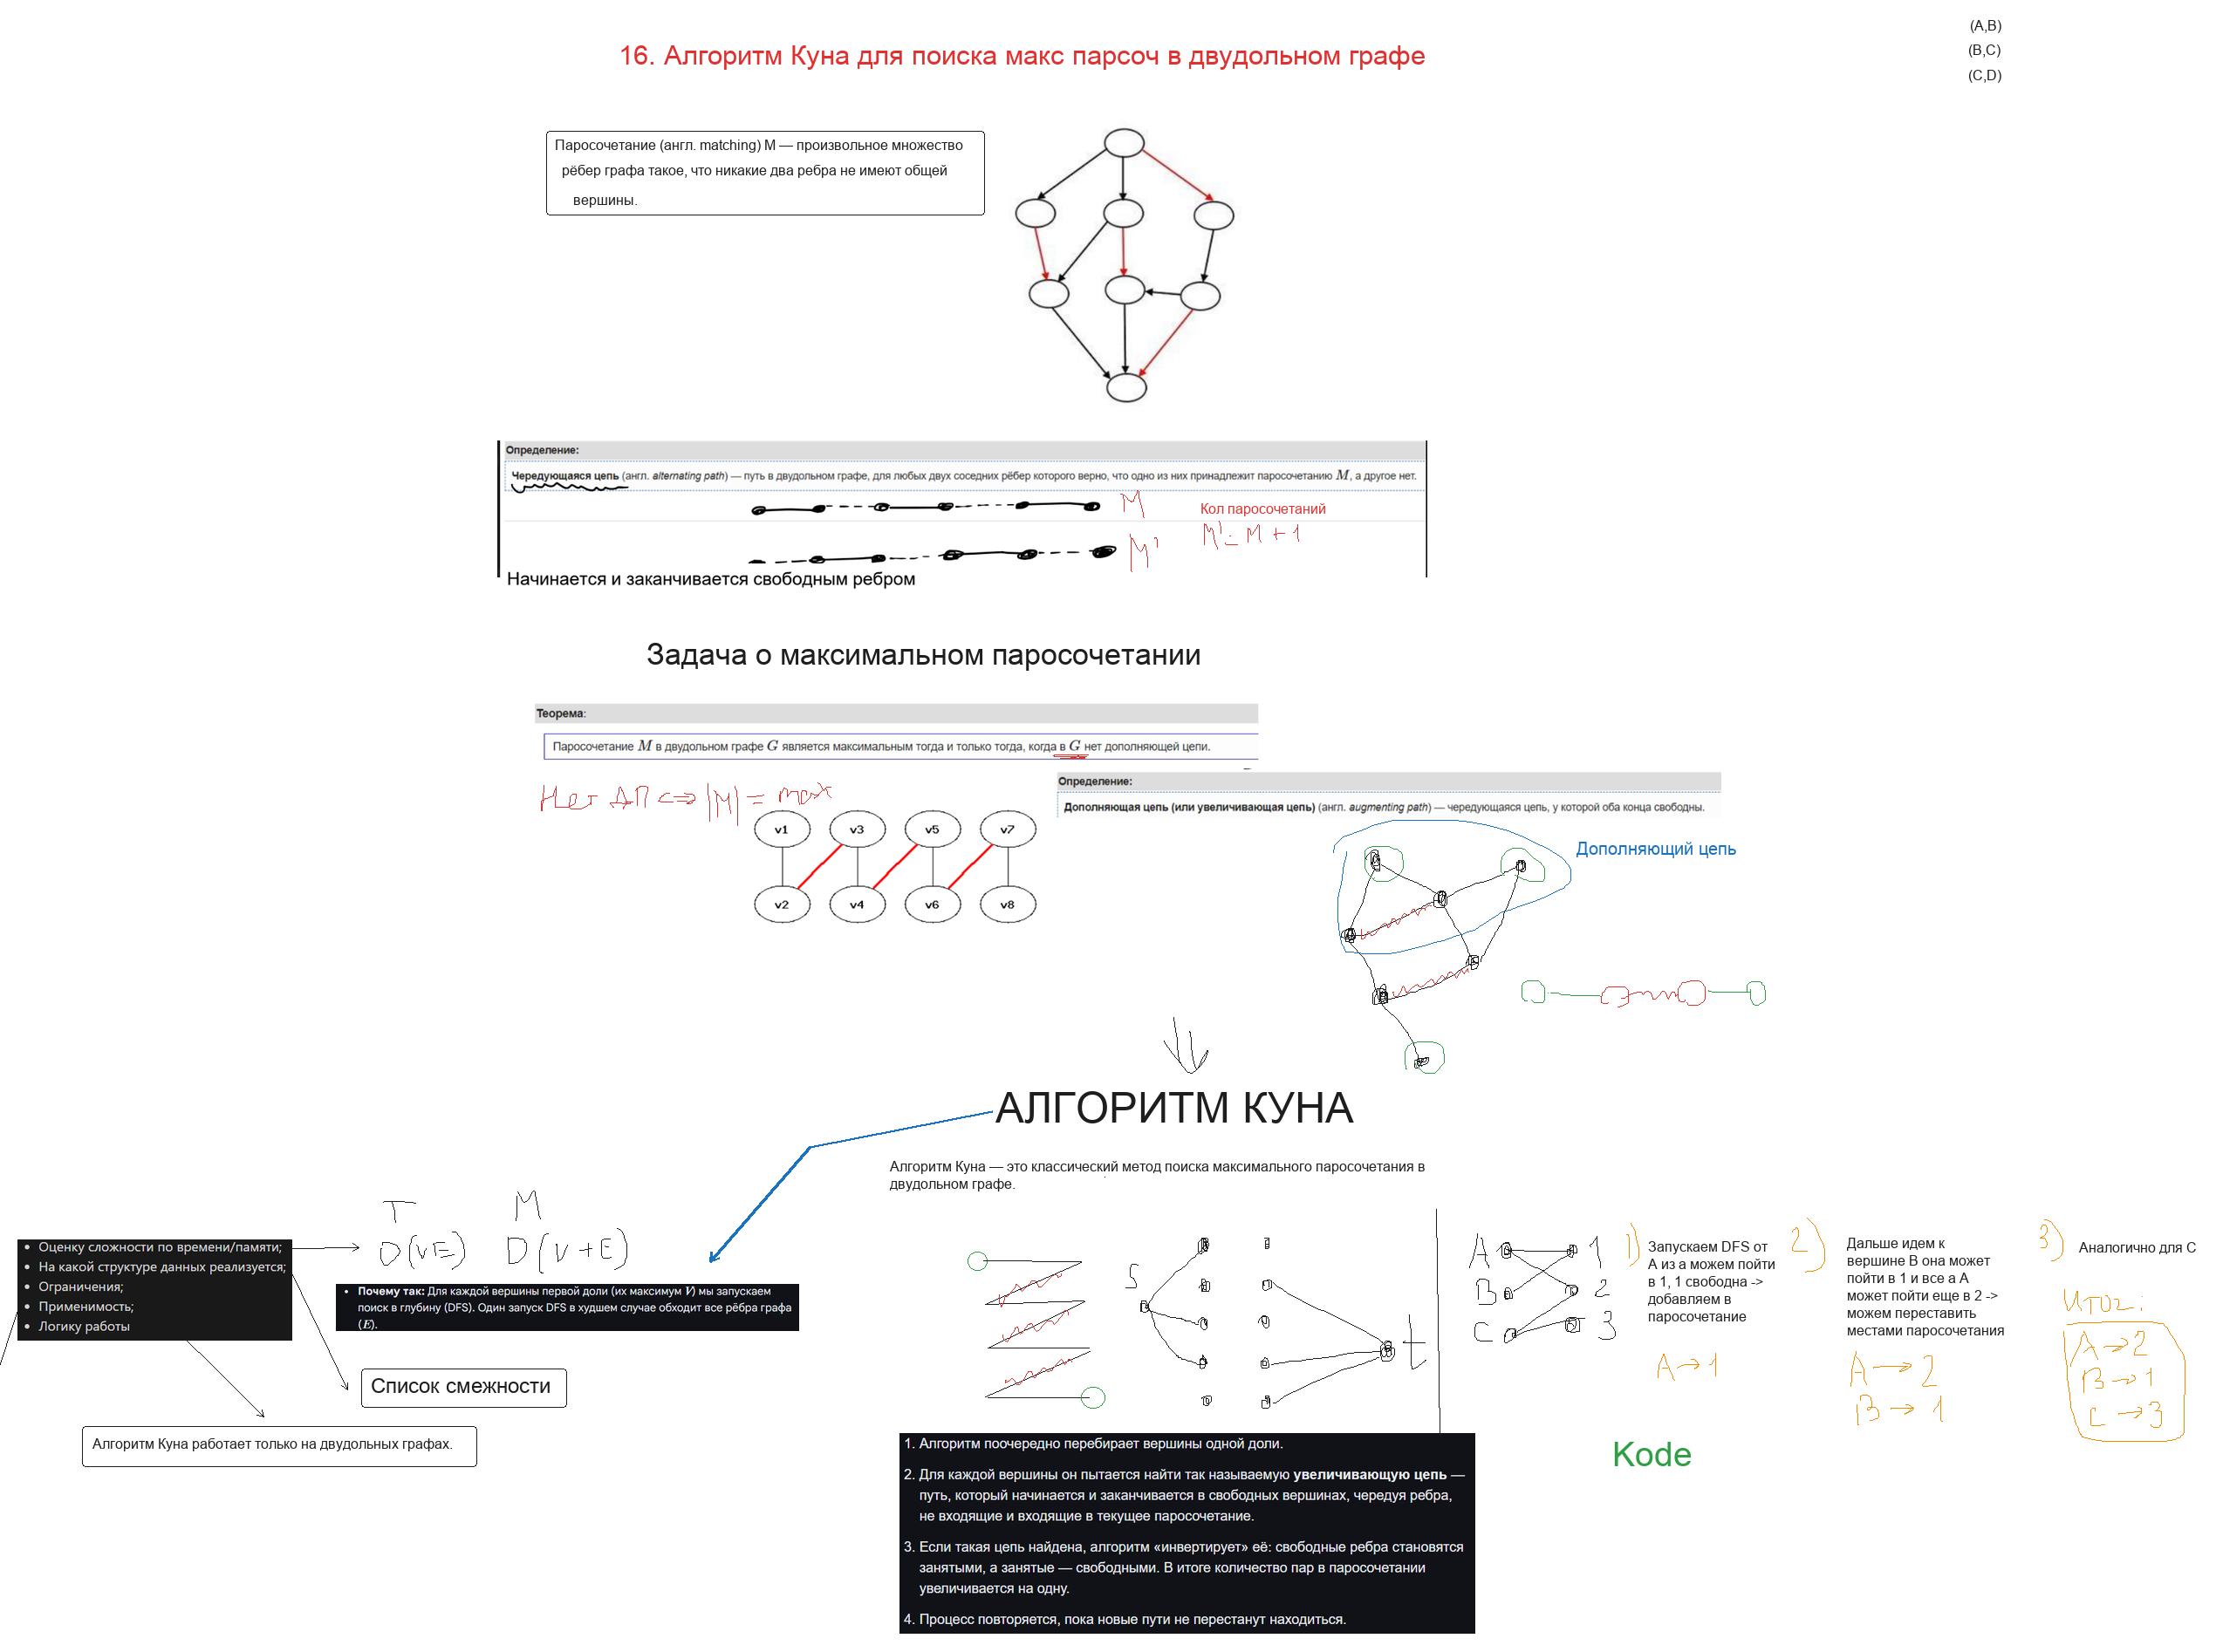 (A,B)
(B,C)
(C,D)
16. Алгоритм Куна для поиска макс парсоч в двудольном графе
Паросочетание (англ. matching) M — произвольное множество
рёбер графа такое, что никакие два ребра не имеют общей
вершины.
Определение:
Чередующаяся цепь (англ. alternating path) — путь в двудольном графе, для любых двух соседних рёбер которого верно, что одно из них принадлежит паросочетанию M, а другое нет.
M
Кол паросочетаний
M'
M' = M + 1
Начинается и заканчивается свободным ребром
Задача о максимальном паросочетании
Теорема:
Паросочетание M в двудольном графе G является максимальным тогда и только тогда, когда в G нет дополняющей цепи.
Определение:
Дополняющая цепь (или увеличивающая цепь) (англ. augmenting path) — чередующаяся цепь, у которой оба конца свободны.
Нет ДП <=> |M| = max
v1 v3 v5 v7
v2 v4 v6 v8
Дополняющий цепь
АЛГОРИТМ КУНА
Алгоритм Куна — это классический метод поиска максимального паросочетания в
двудольном графе.
T M
O(VE) O(V+E)
• Оценку сложности по времени/памяти;
• На какой структуре данных реализуется;
• Ограничения;
• Применимость;
• Логику работы
• Почему так: Для каждой вершины первой доли (их максимум V) мы запускаем
поиск в глубину (DFS). Один запуск DFS в худшем случае обходит все рёбра графа
(E).
Список смежности
Алгоритм Куна работает только на двудольных графах.
S
t
A 1
B 2
C 3
1)
Запускаем DFS от
А из а можем пойти
в 1, 1 свободна ->
добавляем в
паросочетание
A → 1
2)
Дальше идем к
вершине В она может
пойти в 1 и все а А
может пойти еще в 2 ->
можем переставить
местами паросочетания
A → 2
B → 1
3)
Аналогично для С
Итог:
A → 2
B → 1
C → 3
Kode
1. Алгоритм поочередно перебирает вершины одной доли.
2. Для каждой вершины он пытается найти так называемую увеличивающую цепь —
путь, который начинается и заканчивается в свободных вершинах, чередуя ребра,
не входящие и входящие в текущее паросочетание.
3. Если такая цепь найдена, алгоритм «инвертирует» её: свободные ребра становятся
занятыми, а занятые — свободными. В итоге количество пар в паросочетании
увеличивается на одну.
4. Процесс повторяется, пока новые пути не перестанут находиться.